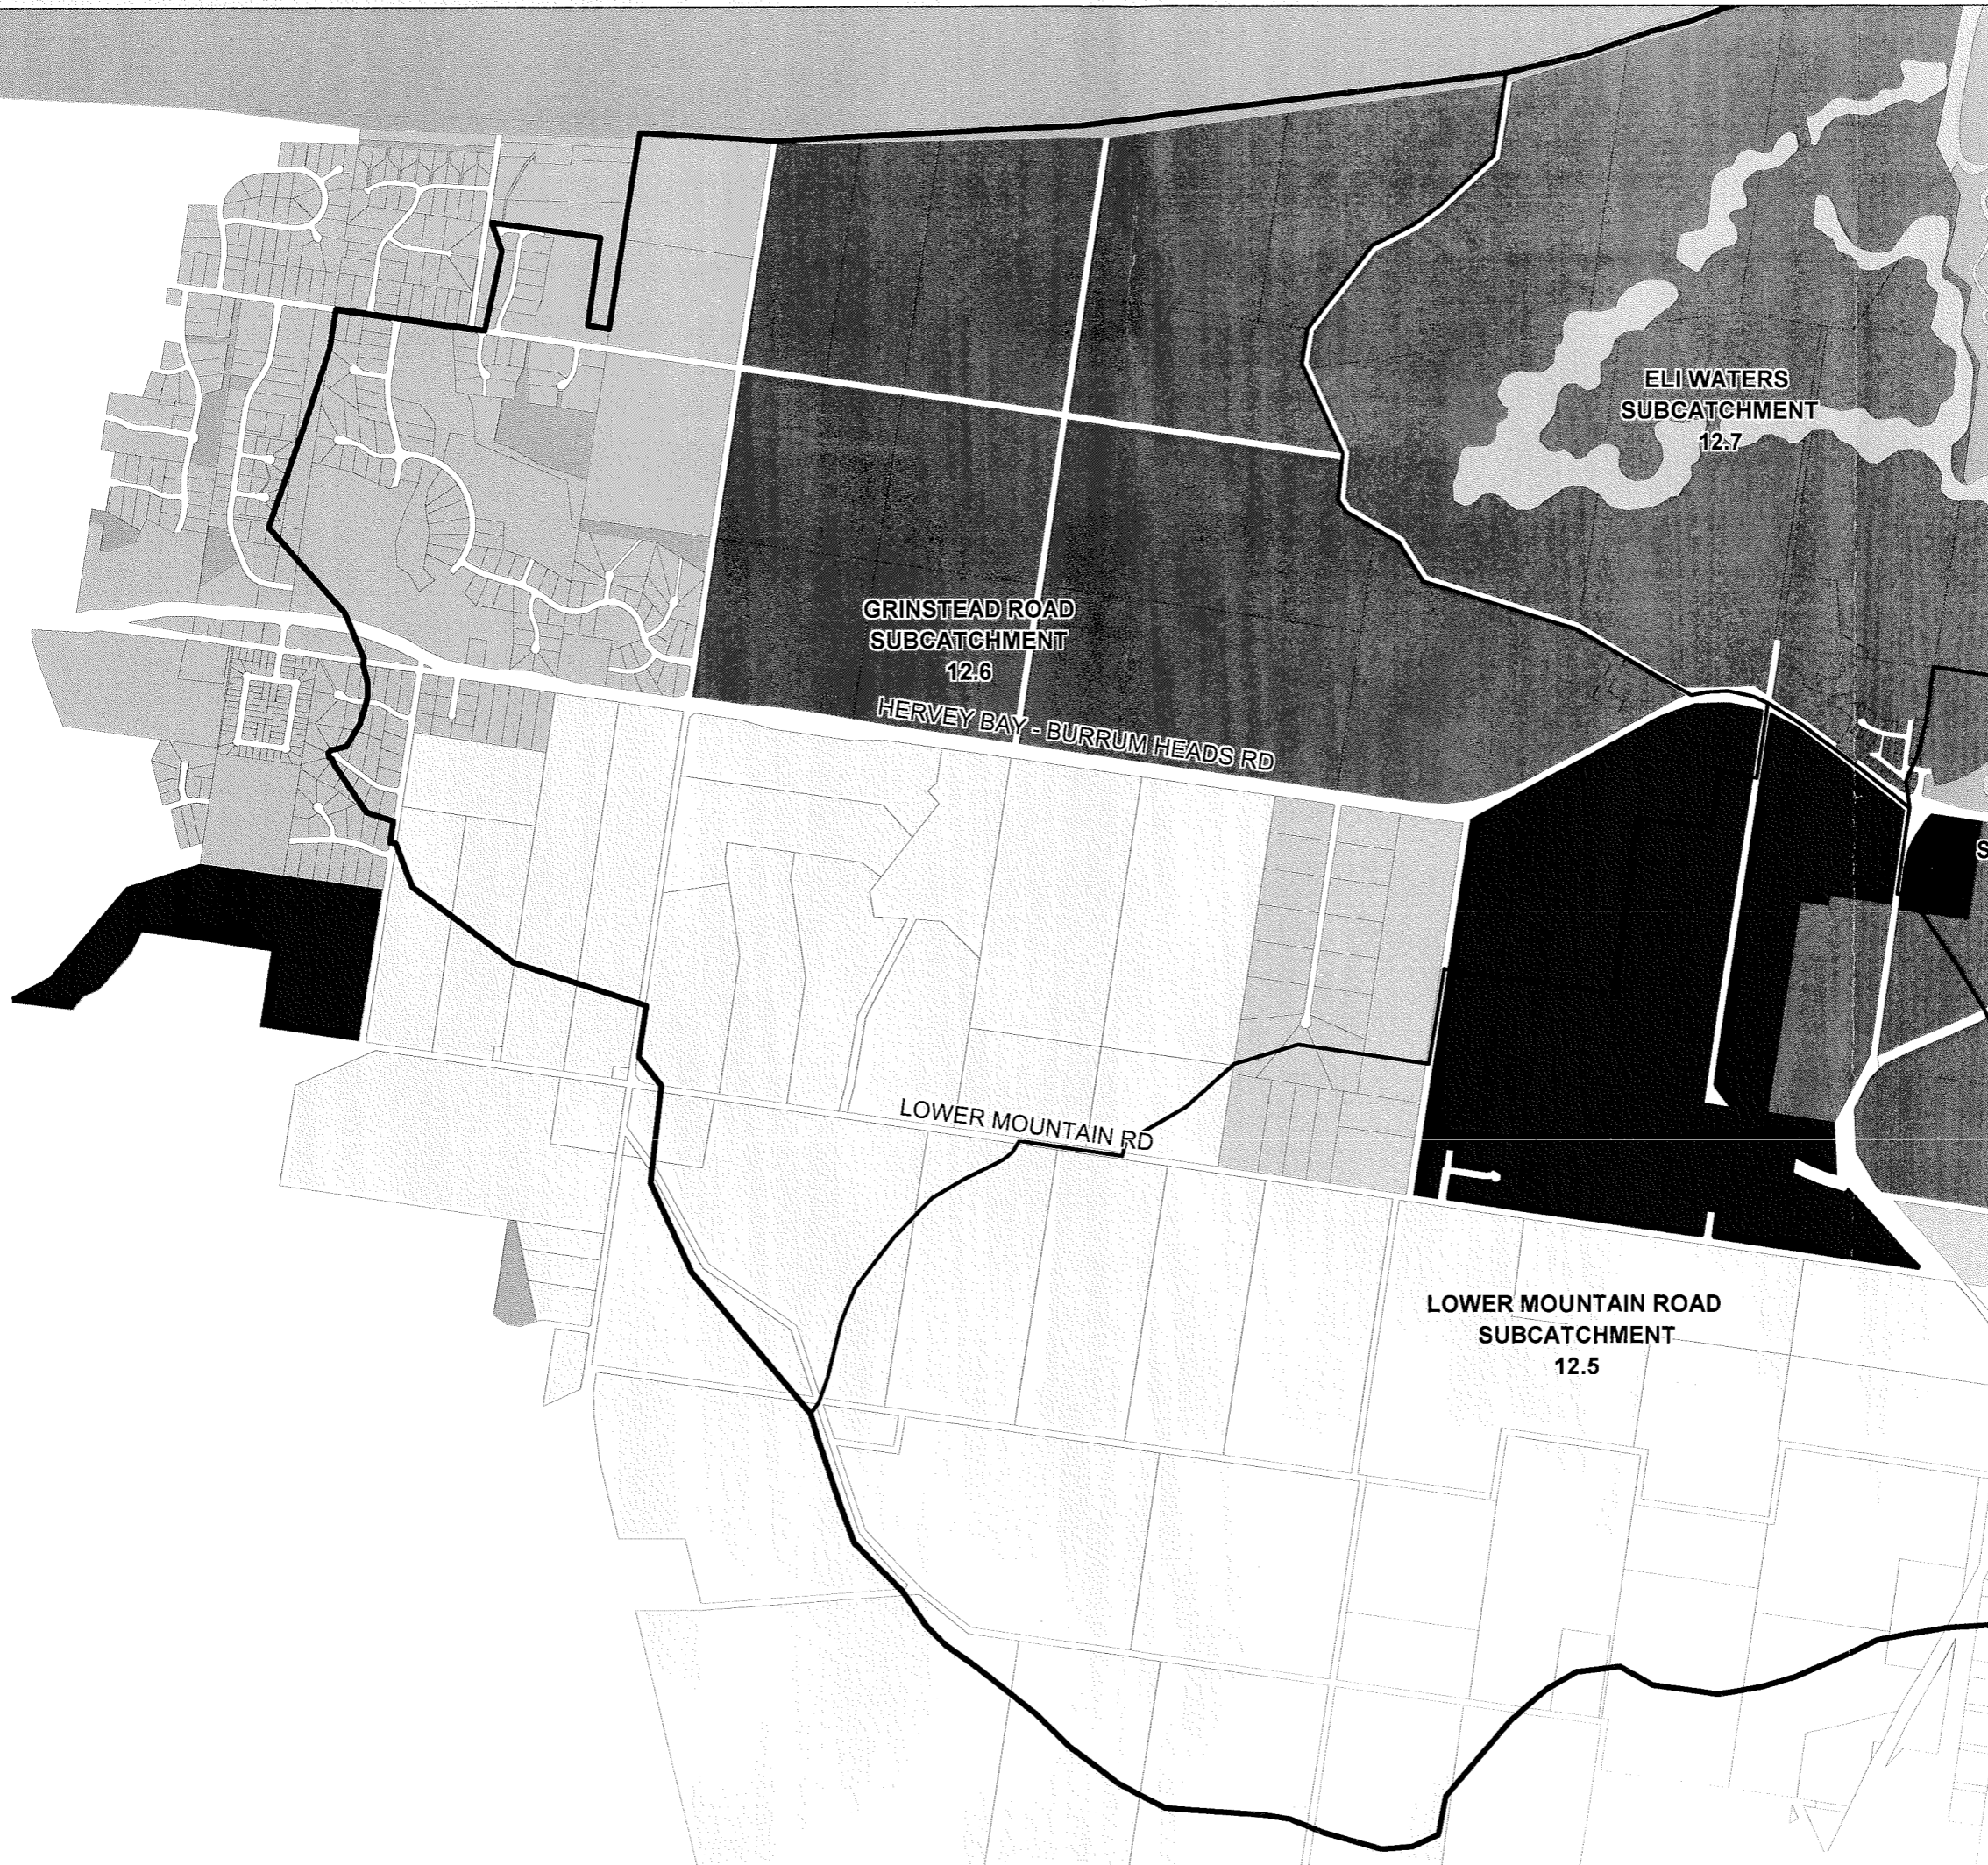 ELI WATERS
SUBCATCHMENT
12.7
GRINSTEAD ROAD
SUBCATCHMENT
12.6
HERVEY BAY - BURRUM HEADS RD
S
LOWER MOUNTAIN RD
LOWER MOUNTAIN ROAD
SUBCATCHMENT
12.5